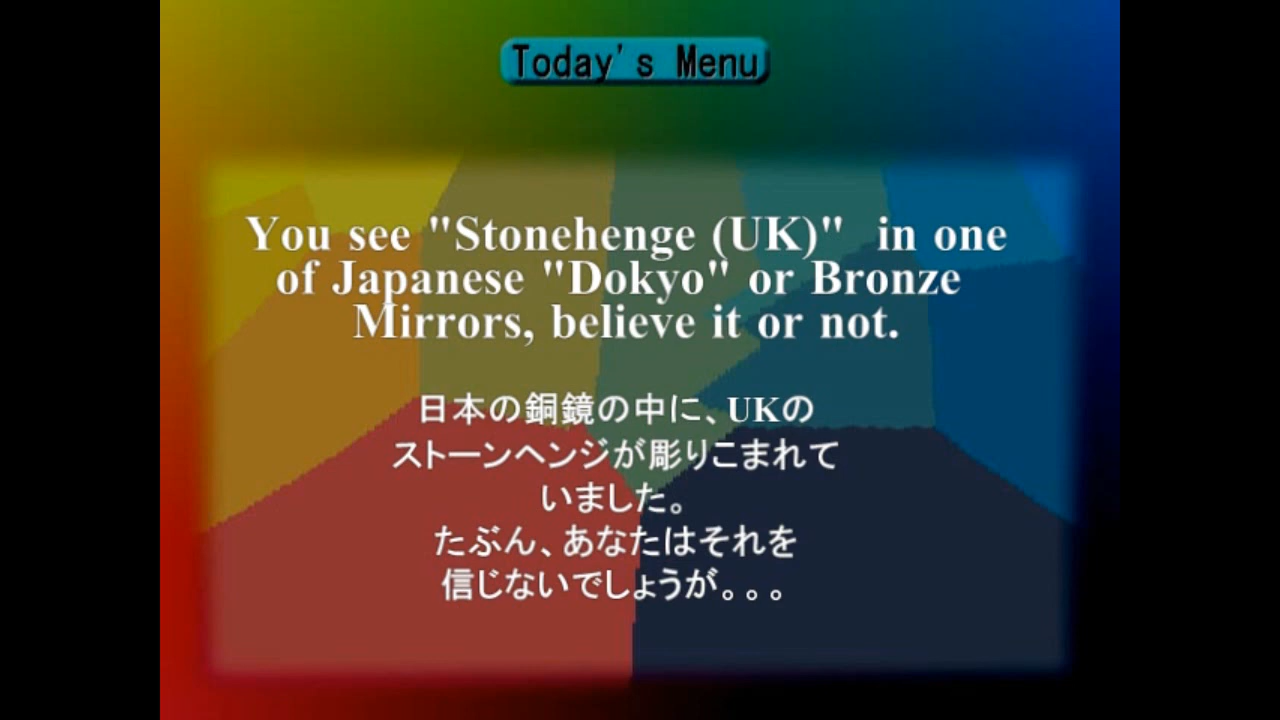 Today's Menu
You see "Stonehenge (UK)"  in one
of Japanese "Dokyo" or Bronze
Mirrors, believe it or not.
日本の銅鏡の中に、UKの
ストーンヘンジが彫りこまれて
いました。
たぶん、あなたはそれを
信じないでしょうが。。。